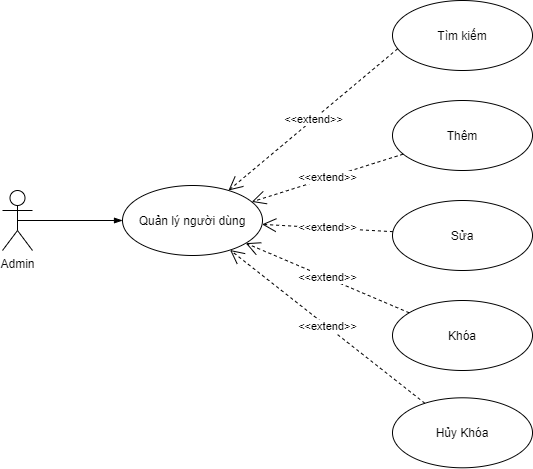 Tìm kiếm
<<extend>>
Thêm
<<extend>>
Quản lý người dùng
<<extend>>
Sửa
Admin
<<extend>>
Khóa
<<extend>>
Hủy Khóa